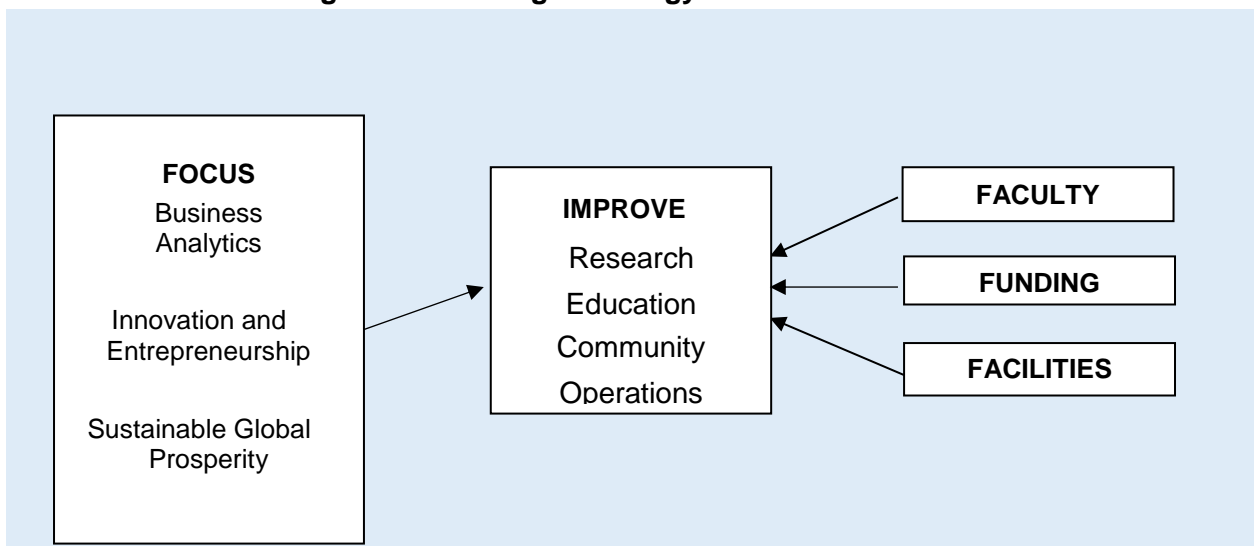 FOCUS
Business
Analytics
Innovation and
Entrepreneurship
Sustainable Global
Prosperity
IMPROVE
Research
Education
Community
Operations
FACULTY
FUNDING
FACILITIES